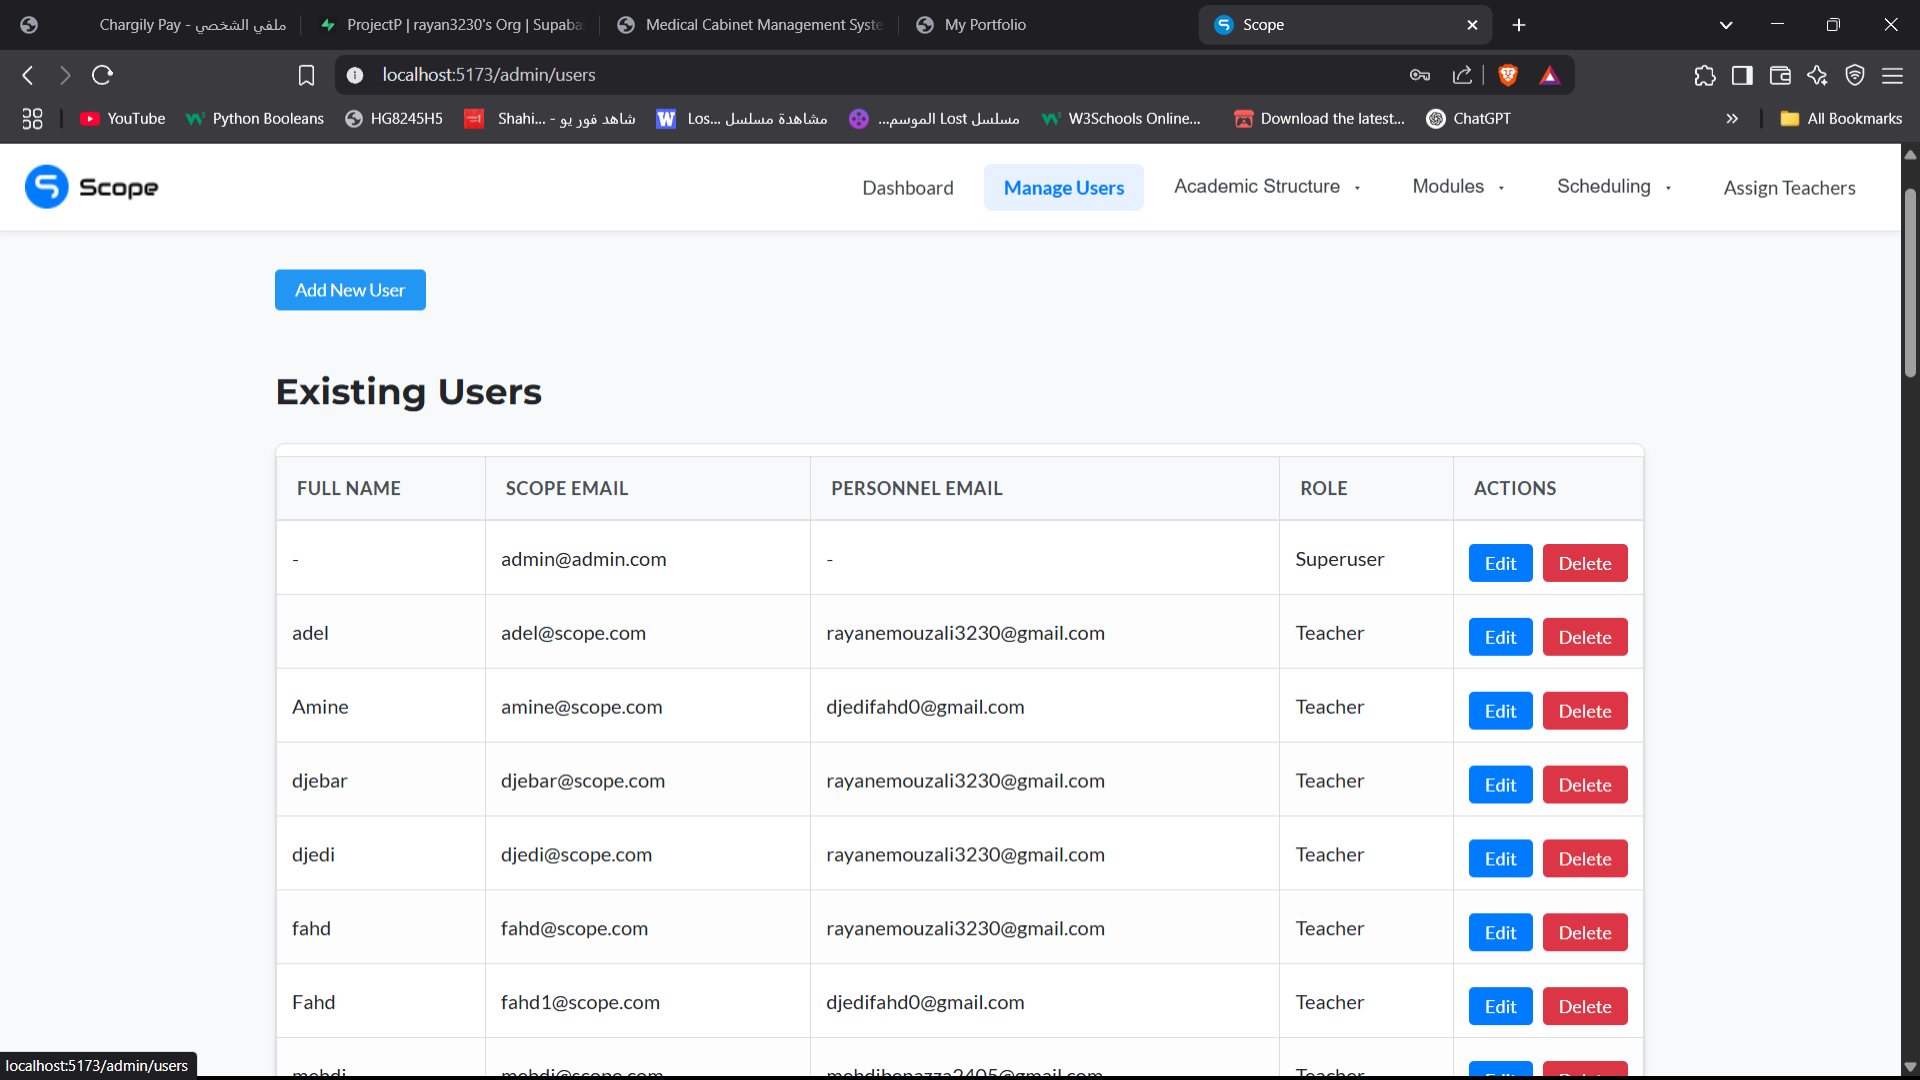 Chargily Pay - ملفي الشخصي
ProjectP | rayan3230's Org | Supaba
Medical Cabinet Management Syste
My Portfolio
Scope
localhost:5173/admin/users
YouTube
Python Booleans
HG8245H5
Shahi... - شاهد فور يو
مشاهدة مسلسل Los...
مسلسل Lost الموسم...
W3Schools Online...
Download the latest...
ChatGPT
All Bookmarks
Scope
Dashboard
Manage Users
Academic Structure
Modules
Scheduling
Assign Teachers
Add New User
Existing Users
FULL NAME SCOPE EMAIL PERSONNEL EMAIL ROLE ACTIONS
- admin@admin.com - Superuser Edit Delete
adel adel@scope.com rayanemouzali3230@gmail.com Teacher Edit Delete
Amine amine@scope.com djedifahd0@gmail.com Teacher Edit Delete
djebar djebar@scope.com rayanemouzali3230@gmail.com Teacher Edit Delete
djedi djedi@scope.com rayanemouzali3230@gmail.com Teacher Edit Delete
fahd fahd@scope.com rayanemouzali3230@gmail.com Teacher Edit Delete
Fahd fahd1@scope.com djedifahd0@gmail.com Teacher Edit Delete
mehdi mehdi@scope.com Teacher Edit Delete
localhost:5173/admin/users